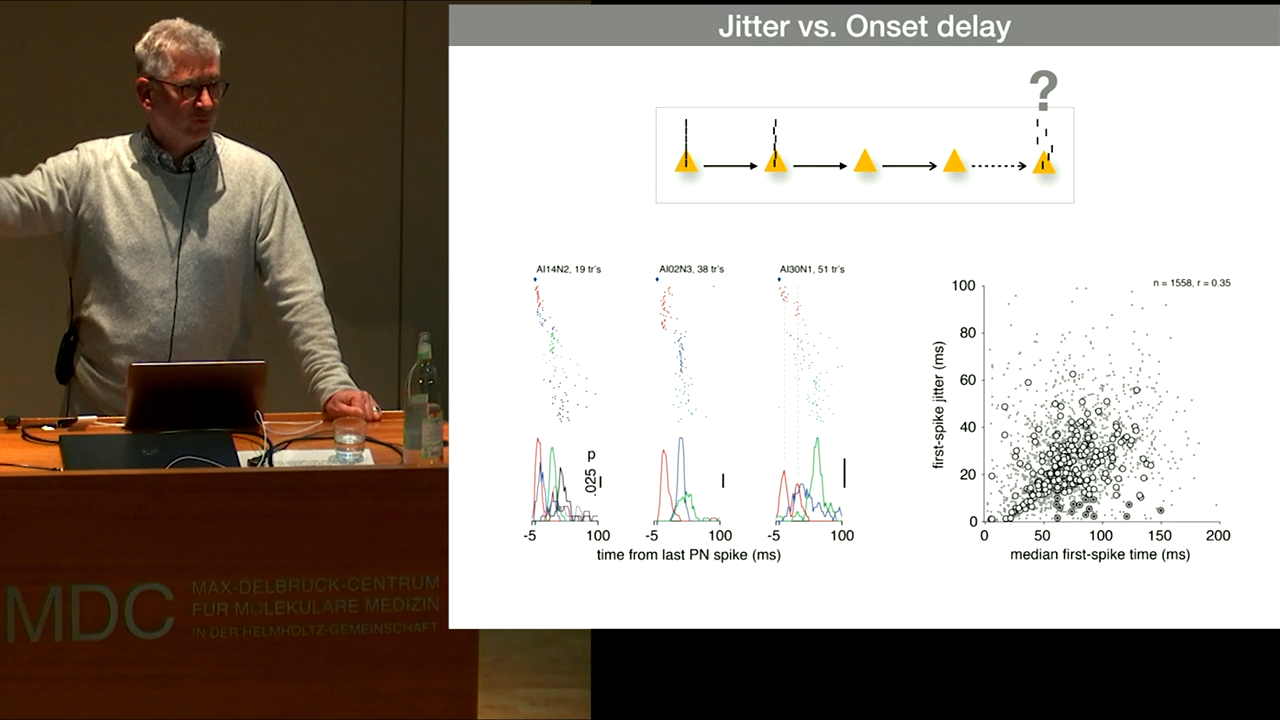 Jitter vs. Onset delay
?
AI14N2, 19 tr's
AI02N3, 38 tr's
AI30N1, 51 tr's
p
.025
-5 100
-5 100
-5 100
time from last PN spike (ms)
n = 1558, r = 0.35
100
80
60
40
20
0
first-spike jitter (ms)
0 50 100 150 200
median first-spike time (ms)
MDC
MAX-DELBRÜCK-CENTRUM
FÜR MOLEKULARE MEDIZIN
IN DER HELMHOLTZ-GEMEINSCHAFT